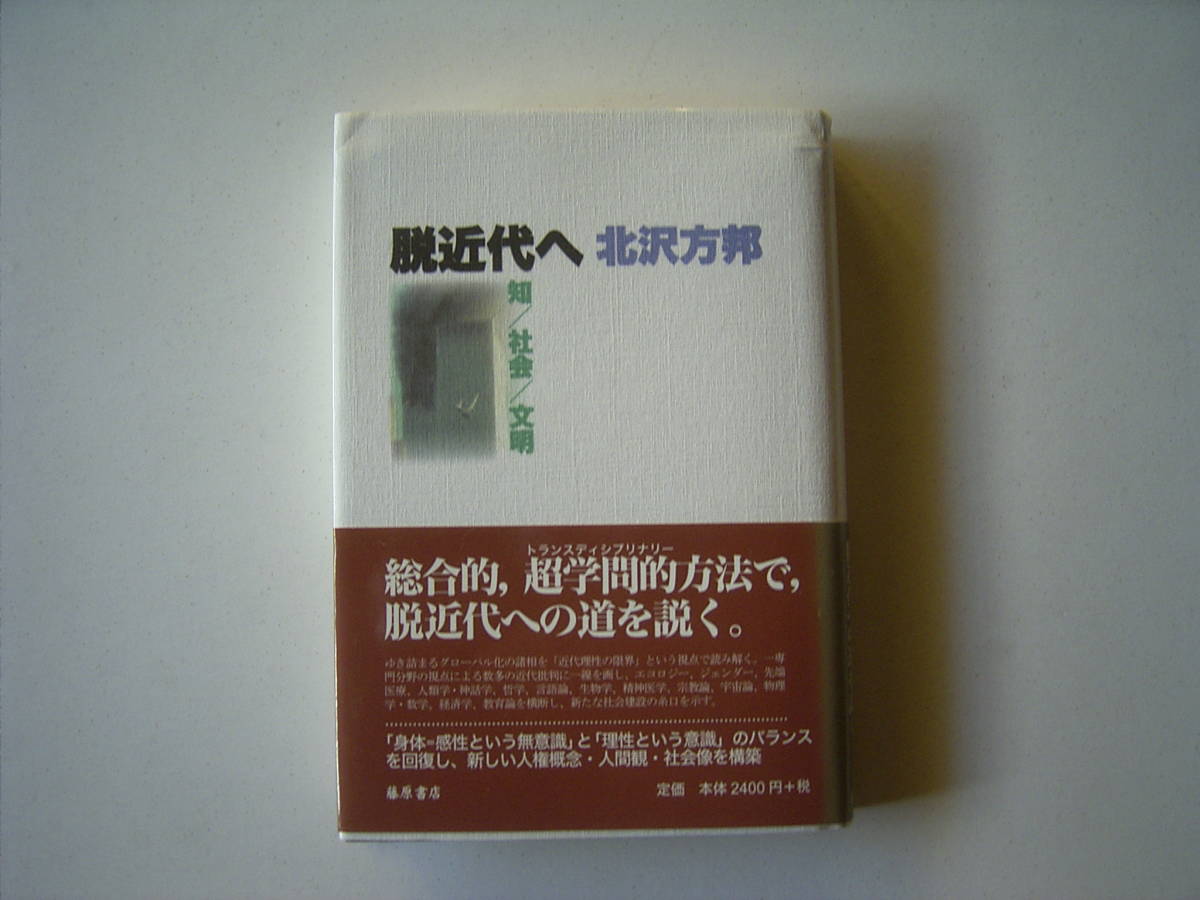 脱近代へ 北沢方邦
知/社会/文明
トランスディシプリナリー
総合的, 超学問的方法で,
脱近代への道を説く。
ゆき詰まるグローバル化の諸相を「近代理性の限界」という視点で読み解く。一専
門分野の視点による数多の近代批判に一線を画し、エコロジー、ジェンダー、先端
医療、人類学・神話学、哲学、言語論、生物学、精神医学、宗教論、宇宙論、物理
学・数学、経済学、教育論を横断し、新たな社会建設の糸口を示す。
「身体=感性という無意識」と「理性という意識」のバランス
を回復し、新しい人権概念・人間観・社会像を構築
藤原書店
定価 本体2400円+税